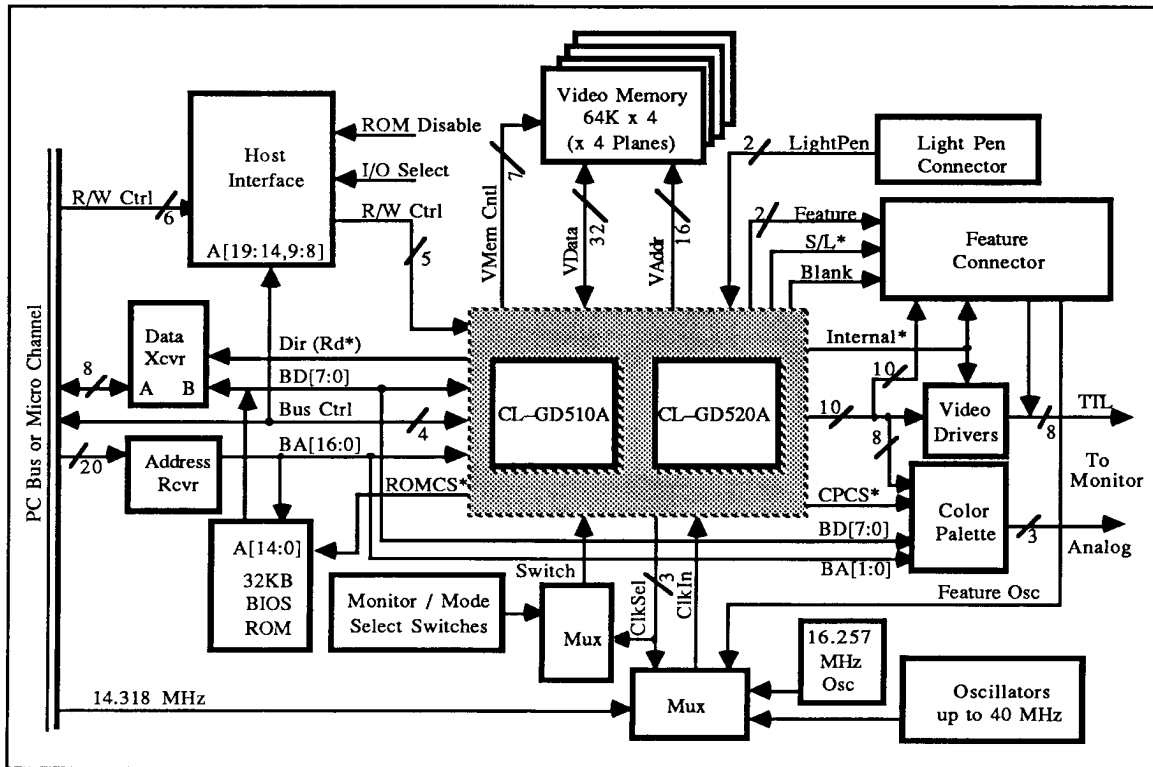 Video Memory
64K x 4
(x 4 Planes)
ROM Disable
Host
Interface
I/O Select
R/W Ctrl
6
R/W Ctrl
5
A[19:14,9:8]
VMem Cntl
7
VData
32
VAddr
16
2
LightPen
Light Pen
Connector
2
Feature
S/L*
Blank
Feature
Connector
PC Bus or Micro Channel
Data
Xcvr
A B
8
Dir (Rd*)
BD[7:0]
Bus Ctrl
4
20
Address
Rcvr
BA[16:0]
ROMCS*
CL-GD510A
CL-GD520A
Internal*
10
10
8
Video
Drivers
8
TTL
To
Monitor
CPCS*
Color
Palette
3
Analog
BD[7:0]
BA[1:0]
A[14:0]
32KB
BIOS
ROM
Monitor / Mode
Select Switches
Switch
Mux
ClkSel
3
ClkIn
Feature Osc
16.257
MHz
Osc
14.318 MHz
Mux
Oscillators
up to 40 MHz